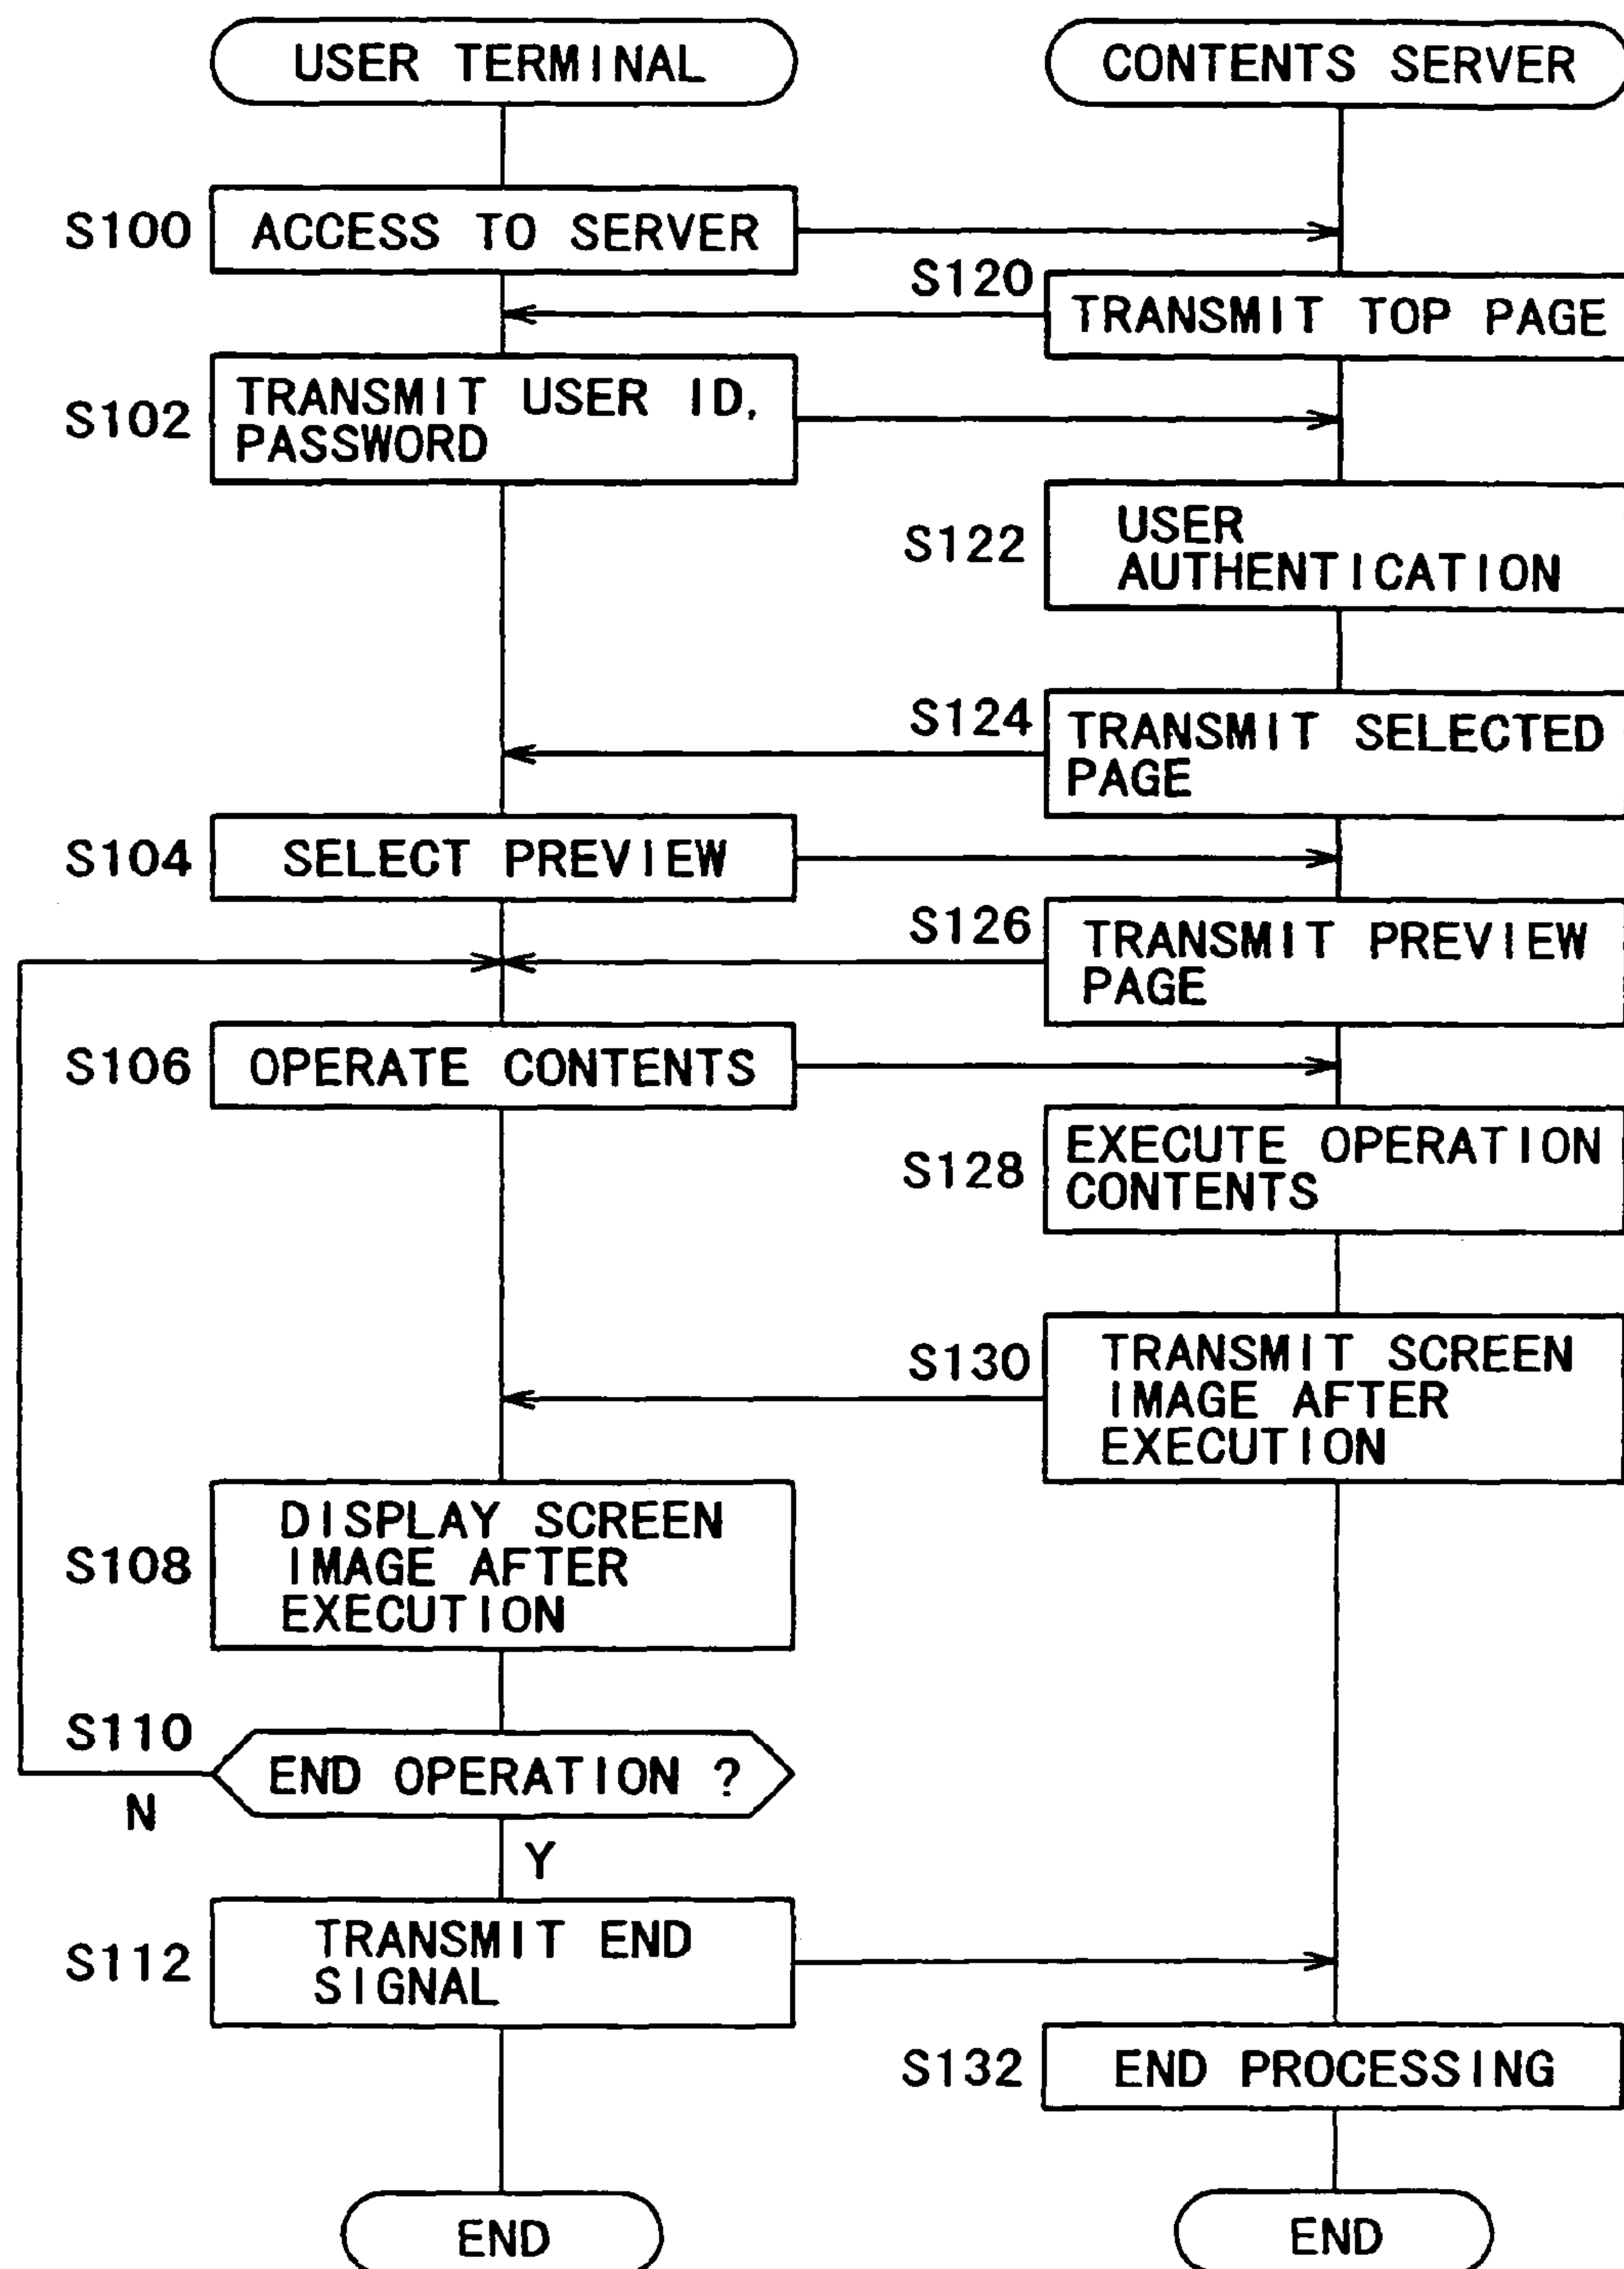 USER TERMINAL
CONTENTS SERVER
S100
ACCESS TO SERVER
S120
TRANSMIT TOP PAGE
S102
TRANSMIT USER ID,
PASSWORD
S122
USER
AUTHENTICATION
S124
TRANSMIT SELECTED
PAGE
S104
SELECT PREVIEW
S126
TRANSMIT PREVIEW
PAGE
S106
OPERATE CONTENTS
S128
EXECUTE OPERATION
CONTENTS
S130
TRANSMIT SCREEN
IMAGE AFTER
EXECUTION
S108
DISPLAY SCREEN
IMAGE AFTER
EXECUTION
S110
END OPERATION ?
N
Y
S112
TRANSMIT END
SIGNAL
S132
END PROCESSING
END
END